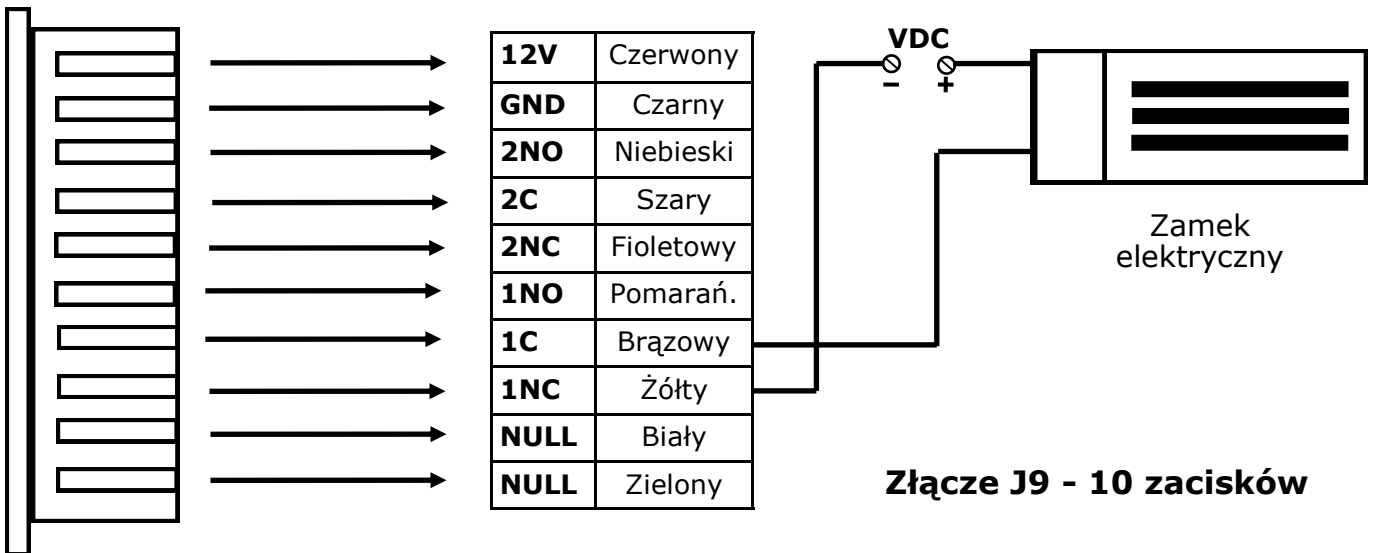 VDC
- +
12V Czerwony
GND Czarny
2NO Niebieski
2C Szary
2NC Fioletowy
1NO Pomarań.
1C Brązowy
1NC Żółty
NULL Biały
NULL Zielony
Zamek
elektryczny
Złącze J9 - 10 zacisków